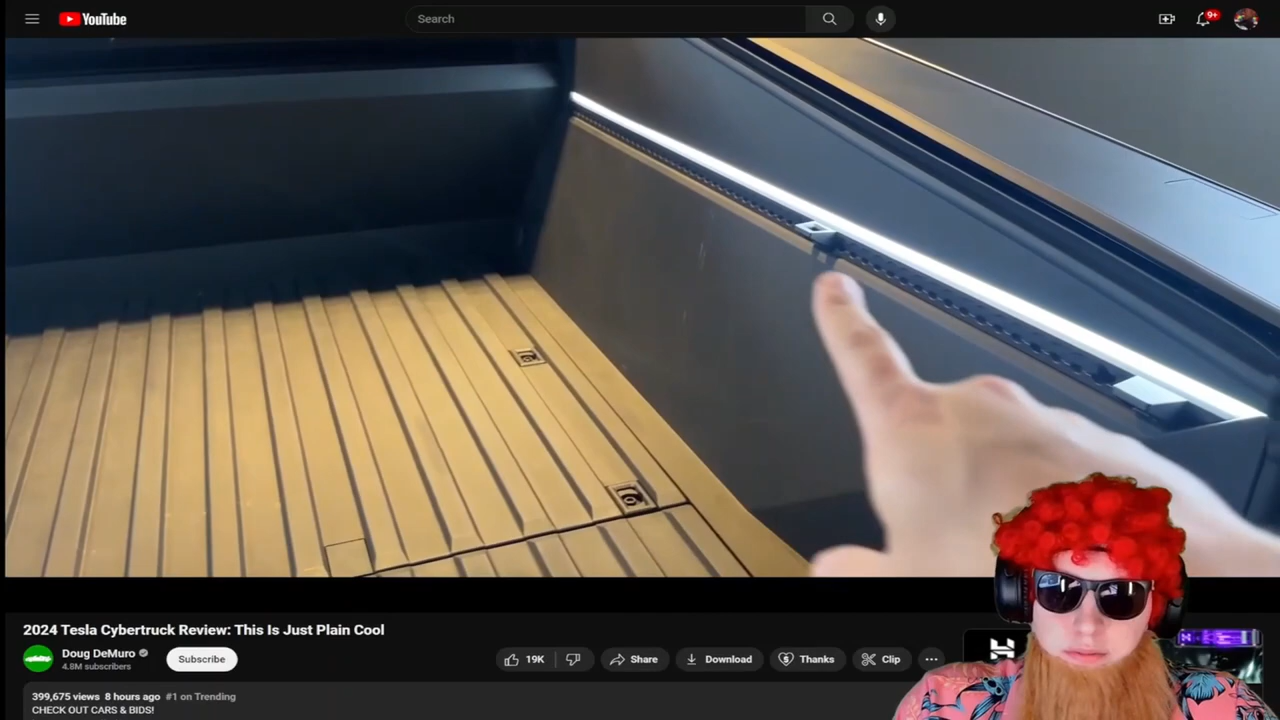 YouTube
Search
9+
2024 Tesla Cybertruck Review: This Is Just Plain Cool
Doug DeMuro
4.8M subscribers
Subscribe
19K
Share
Download
Thanks
Clip
399,675 views 8 hours ago #1 on Trending
CHECK OUT CARS & BIDS!